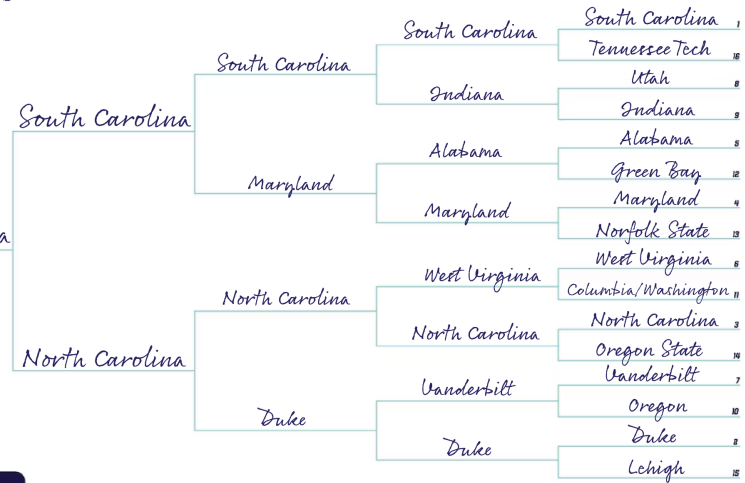 South Carolina 1
South Carolina
Tennessee Tech 16
South Carolina
Utah 8
Indiana
Indiana 9
South Carolina
Alabama 5
Alabama
Green Bay 12
Maryland
Maryland 4
Maryland
Norfolk State 13
a
West Virginia 6
West Virginia
Columbia/Washington 11
North Carolina
North Carolina 3
North Carolina
Oregon State 14
North Carolina
Vanderbilt 7
Vanderbilt
Oregon 10
Duke
Duke 2
Duke
Lehigh 15